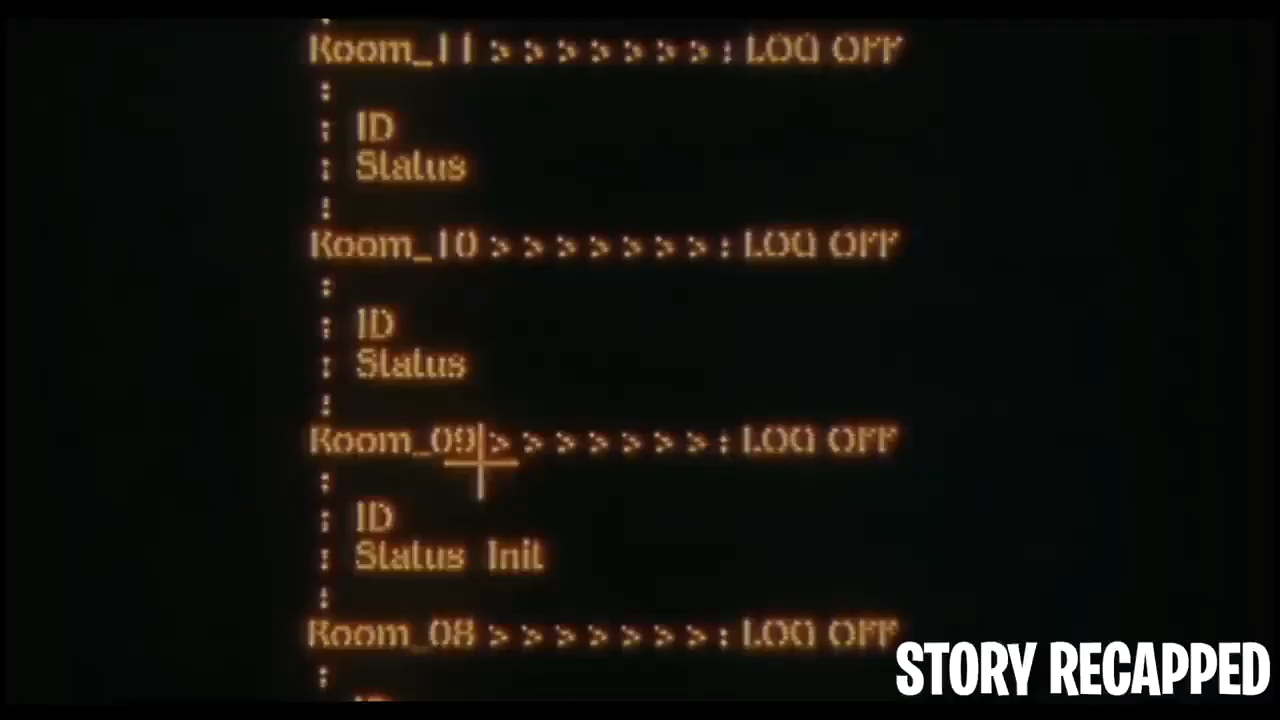 Room_11 > > > > > > > > : LOG OFF
:
: ID
: Status
:
Room_10 > > > > > > > : LOG OFF
:
: ID
: Status
:
Room_09 > > > > > > > : LOG OFF
:
: ID
: Status Init
:
Room_08 > > > > > > > : LOG OFF
:
STORY RECAPPED